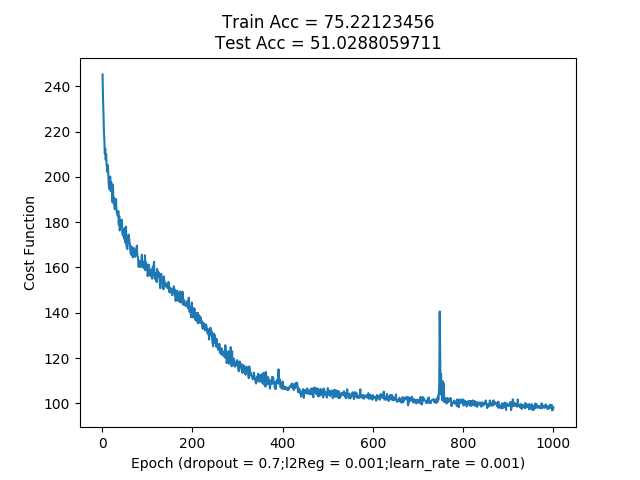 Train Acc = 75.22123456
Test Acc = 51.0288059711
240
220
200
180
160
140
120
100
Cost Function
0 200 400 600 800 1000
Epoch (dropout = 0.7;l2Reg = 0.001;learn_rate = 0.001)